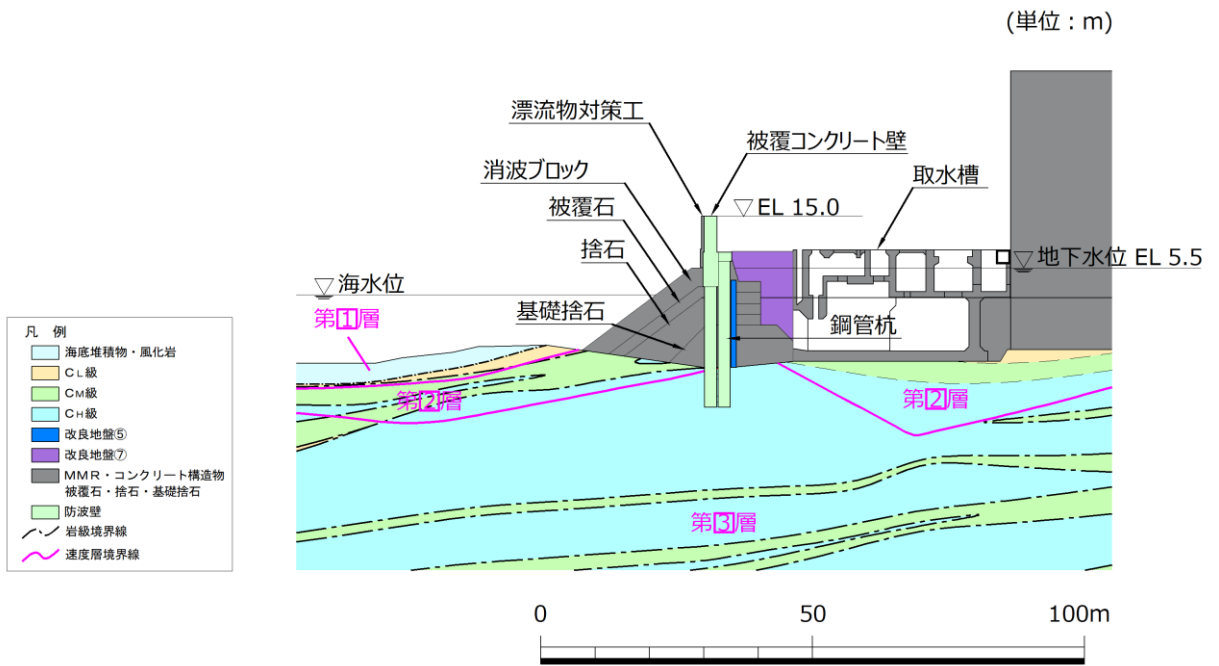 (単位:m)
漂流物対策工
被覆コンクリート壁
消波ブロック
取水槽
被覆石
▽ EL 15.0
捨石
▽ 地下水位 EL 5.5
▽ 海水位
基礎捨石
鋼管杭
第1層
第2層
第2層
第3層
凡 例
海底堆積物・風化岩
CL級
CM級
CH級
改良地盤⑤
改良地盤⑦
MMR・コンクリート構造物
被覆石・捨石・基礎捨石
防波壁
岩級境界線
速度層境界線
0 50 100m